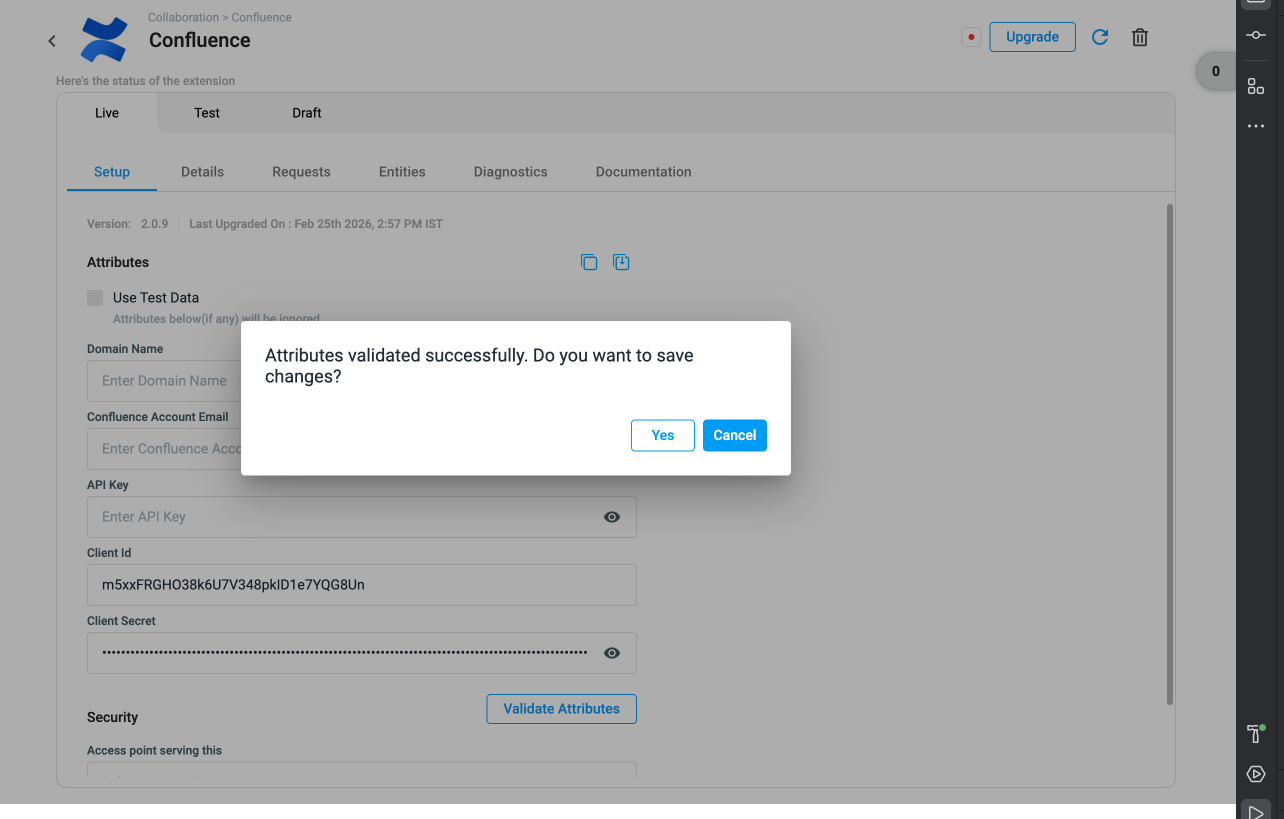 Collaboration > Confluence
Confluence
Upgrade
Here's the status of the extension
0
Live
Test
Draft
Setup
Details
Requests
Entities
Diagnostics
Documentation
Version: 2.0.9
Last Upgraded On : Feb 25th 2026, 2:57 PM IST
Attributes
Use Test Data
Attributes below(if any) will be ignored
Domain Name
Enter Domain Name
Attributes validated successfully. Do you want to save
changes?
Confluence Account Email
Enter Confluence Acco
Yes
Cancel
API Key
Enter API Key
Client Id
m5xxFRGHO38k6U7V348pkID1e7YQG8Un
Client Secret
Validate Attributes
Security
Access point serving this